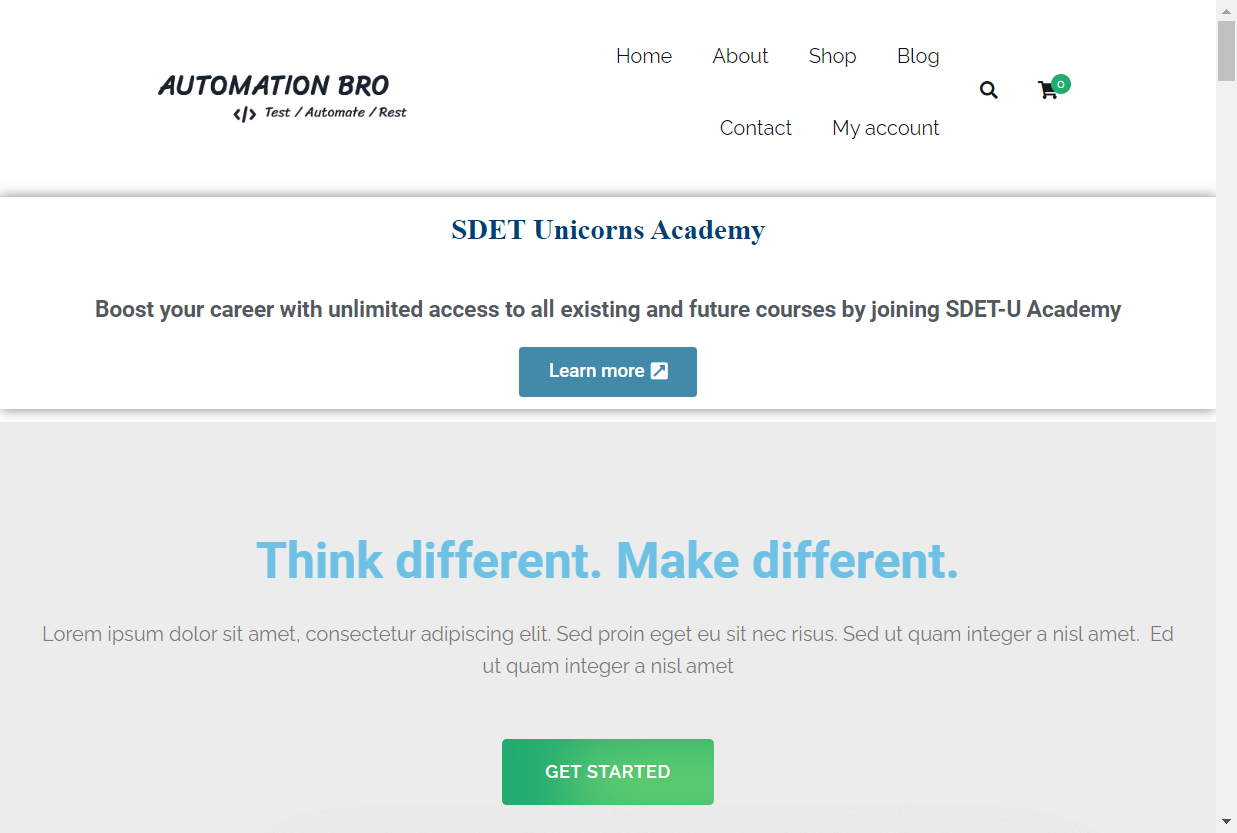 AUTOMATION BRO
</> Test / Automate / Rest
Home About Shop Blog
Contact My account
0
SDET Unicorns Academy
Boost your career with unlimited access to all existing and future courses by joining SDET-U Academy
Learn more
Think different. Make different.
Lorem ipsum dolor sit amet, consectetur adipiscing elit. Sed proin eget eu sit nec risus. Sed ut quam integer a nisl amet.  Ed
ut quam integer a nisl amet
GET STARTED